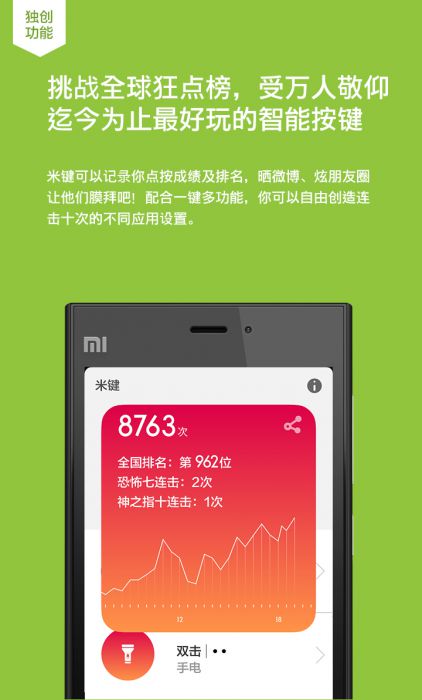 独创
功能
挑战全球狂点榜，受万人敬仰
迄今为止最好玩的智能按键
米键可以记录你点按成绩及排名，晒微博、炫朋友圈
让他们膜拜吧！配合一键多功能，你可以自由创造连
击十次的不同应用设置。
mi
米键
8763次
全国排名：第 962位
恐怖七连击：2次
神之指十连击：1次
12 18
双击 | ••
手电